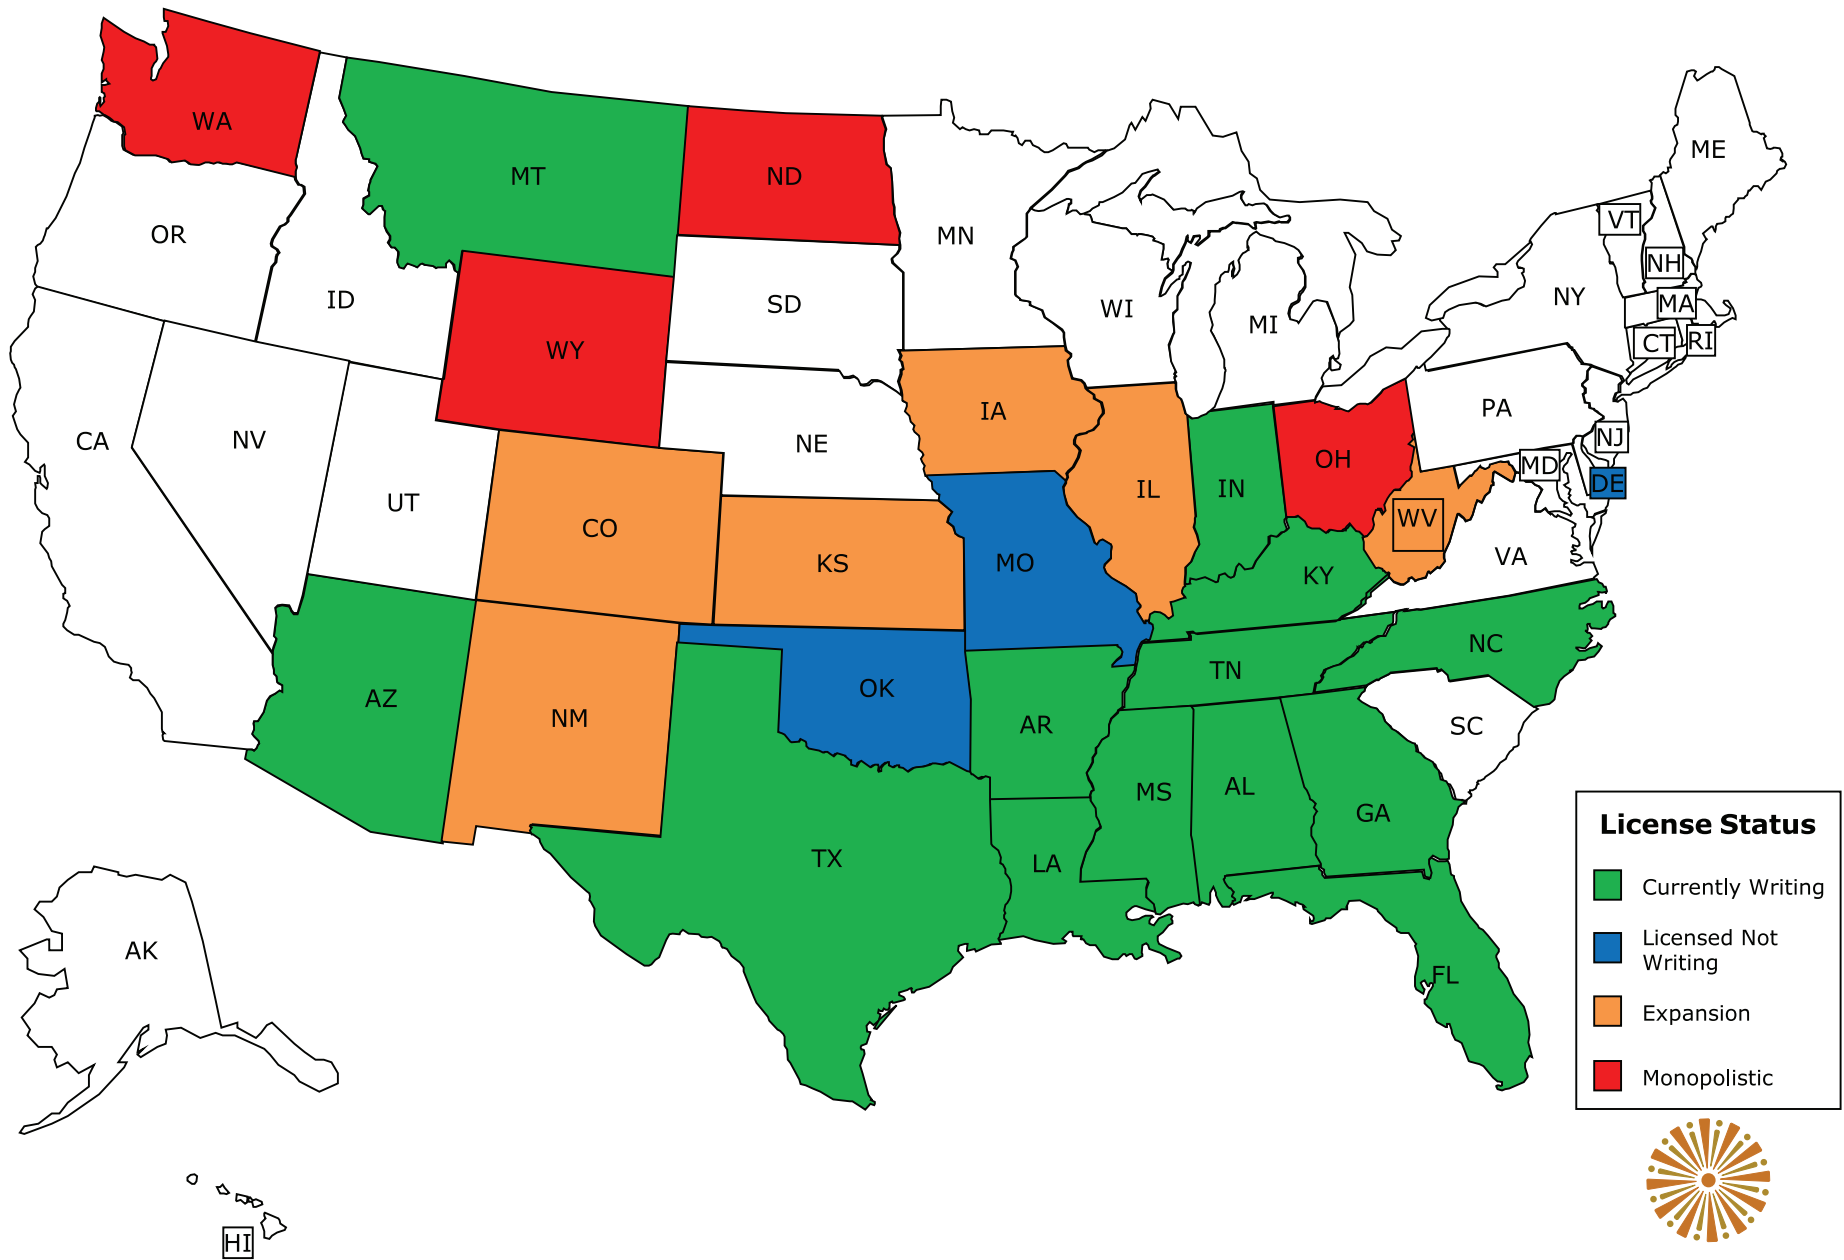 WA
MT
ND
OR
ID
WY
SD
MN
WI
MI
ME
VT
NH
NY
MA
CT
RI
CA
NV
UT
CO
NE
IA
KS
MO
IL
IN
OH
PA
NJ
MD
DE
WV
VA
KY
AZ
NM
OK
AR
TN
NC
SC
TX
LA
MS
AL
GA
FL
AK
HI
License Status
Currently Writing
Licensed Not
Writing
Expansion
Monopolistic